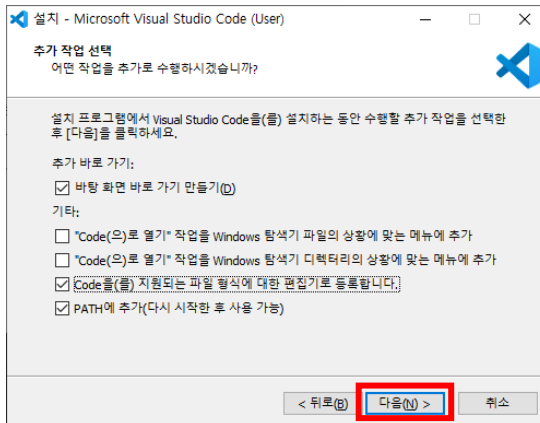 설치 - Microsoft Visual Studio Code (User)
추가 작업 선택
어떤 작업을 추가로 수행하시겠습니까?
설치 프로그램에서 Visual Studio Code을(를) 설치하는 동안 수행할 추가 작업을 선택한
후 [다음]을 클릭하세요.
추가 바로 가기:
바탕 화면 바로 가기 만들기(D)
기타:
"Code(으)로 열기" 작업을 Windows 탐색기 파일의 상황에 맞는 메뉴에 추가
"Code(으)로 열기" 작업을 Windows 탐색기 디렉터리의 상황에 맞는 메뉴에 추가
Code을(를) 지원되는 파일 형식에 대한 편집기로 등록합니다.
PATH에 추가(다시 시작한 후 사용 가능)
< 뒤로(B) 다음(N) > 취소